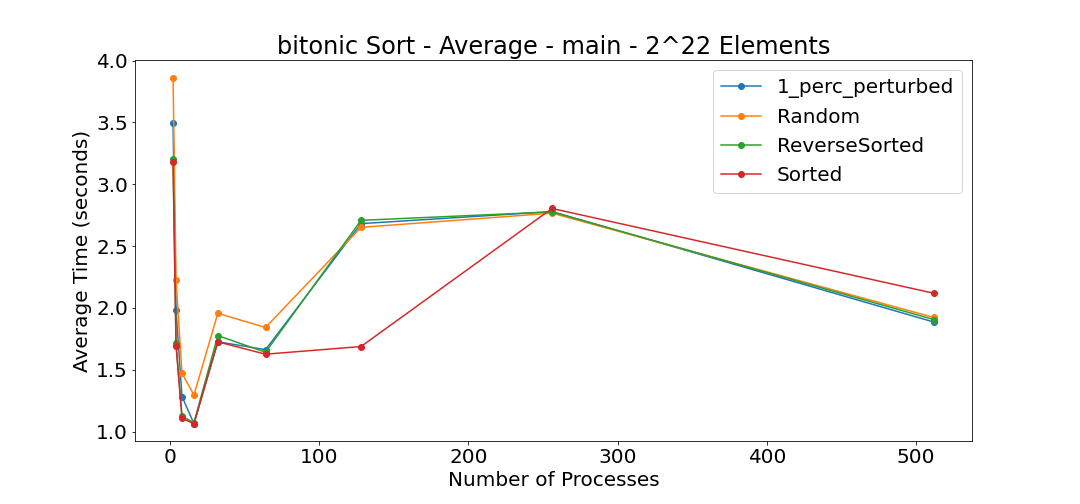 bitonic Sort - Average - main - 2^22 Elements
Average Time (seconds)
4.0
3.5
3.0
2.5
2.0
1.5
1.0
1_perc_perturbed
Random
ReverseSorted
Sorted
0 100 200 300 400 500
Number of Processes